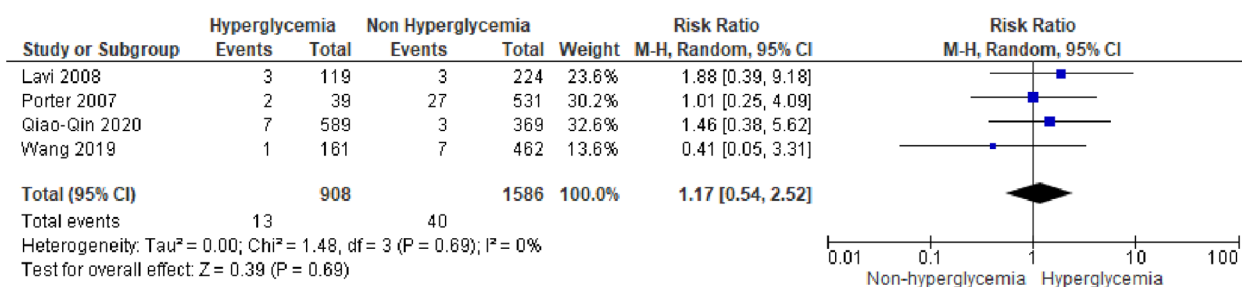 Hyperglycemia Non Hyperglycemia Risk Ratio Risk Ratio
Study or Subgroup Events Total Events Total Weight M-H, Random, 95% CI M-H, Random, 95% CI
Lavi 2008 3 119 3 224 23.6% 1.88 [0.39, 9.18]
Porter 2007 2 39 27 531 30.2% 1.01 [0.25, 4.09]
Qiao-Qin 2020 7 589 3 369 32.6% 1.46 [0.38, 5.62]
Wang 2019 1 161 7 462 13.6% 0.41 [0.05, 3.31]
Total (95% CI) 908 1586 100.0% 1.17 [0.54, 2.52]
Total events 13 40
Heterogeneity: Tau² = 0.00; Chi² = 1.48, df = 3 (P = 0.69); I² = 0%
Test for overall effect: Z = 0.39 (P = 0.69)
0.01 0.1 1 10 100
Non-hyperglycemia Hyperglycemia